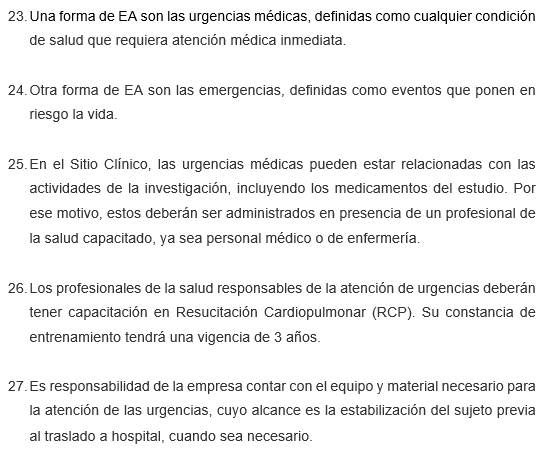 23. Una forma de EA son las urgencias médicas, definidas como cualquier condición
de salud que requiera atención médica inmediata.
24. Otra forma de EA son las emergencias, definidas como eventos que ponen en
riesgo la vida.
25. En el Sitio Clínico, las urgencias médicas pueden estar relacionadas con las
actividades de la investigación, incluyendo los medicamentos del estudio. Por
ese motivo, estos deberán ser administrados en presencia de un profesional de
la salud capacitado, ya sea personal médico o de enfermería.
26. Los profesionales de la salud responsables de la atención de urgencias deberán
tener capacitación en Resucitación Cardiopulmonar (RCP). Su constancia de
entrenamiento tendrá una vigencia de 3 años.
27. Es responsabilidad de la empresa contar con el equipo y material necesario para
la atención de las urgencias, cuyo alcance es la estabilización del sujeto previa
al traslado a hospital, cuando sea necesario.